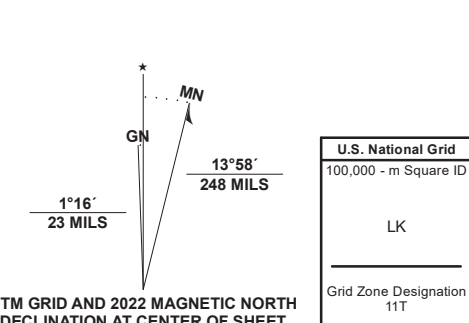 ★
MN
GN
13°58´
248 MILS
1°16´
23 MILS
TM GRID AND 2022 MAGNETIC NORTH
DECLINATION AT CENTER OF SHEET
U.S. National Grid
100,000 - m Square ID
LK
Grid Zone Designation
11T